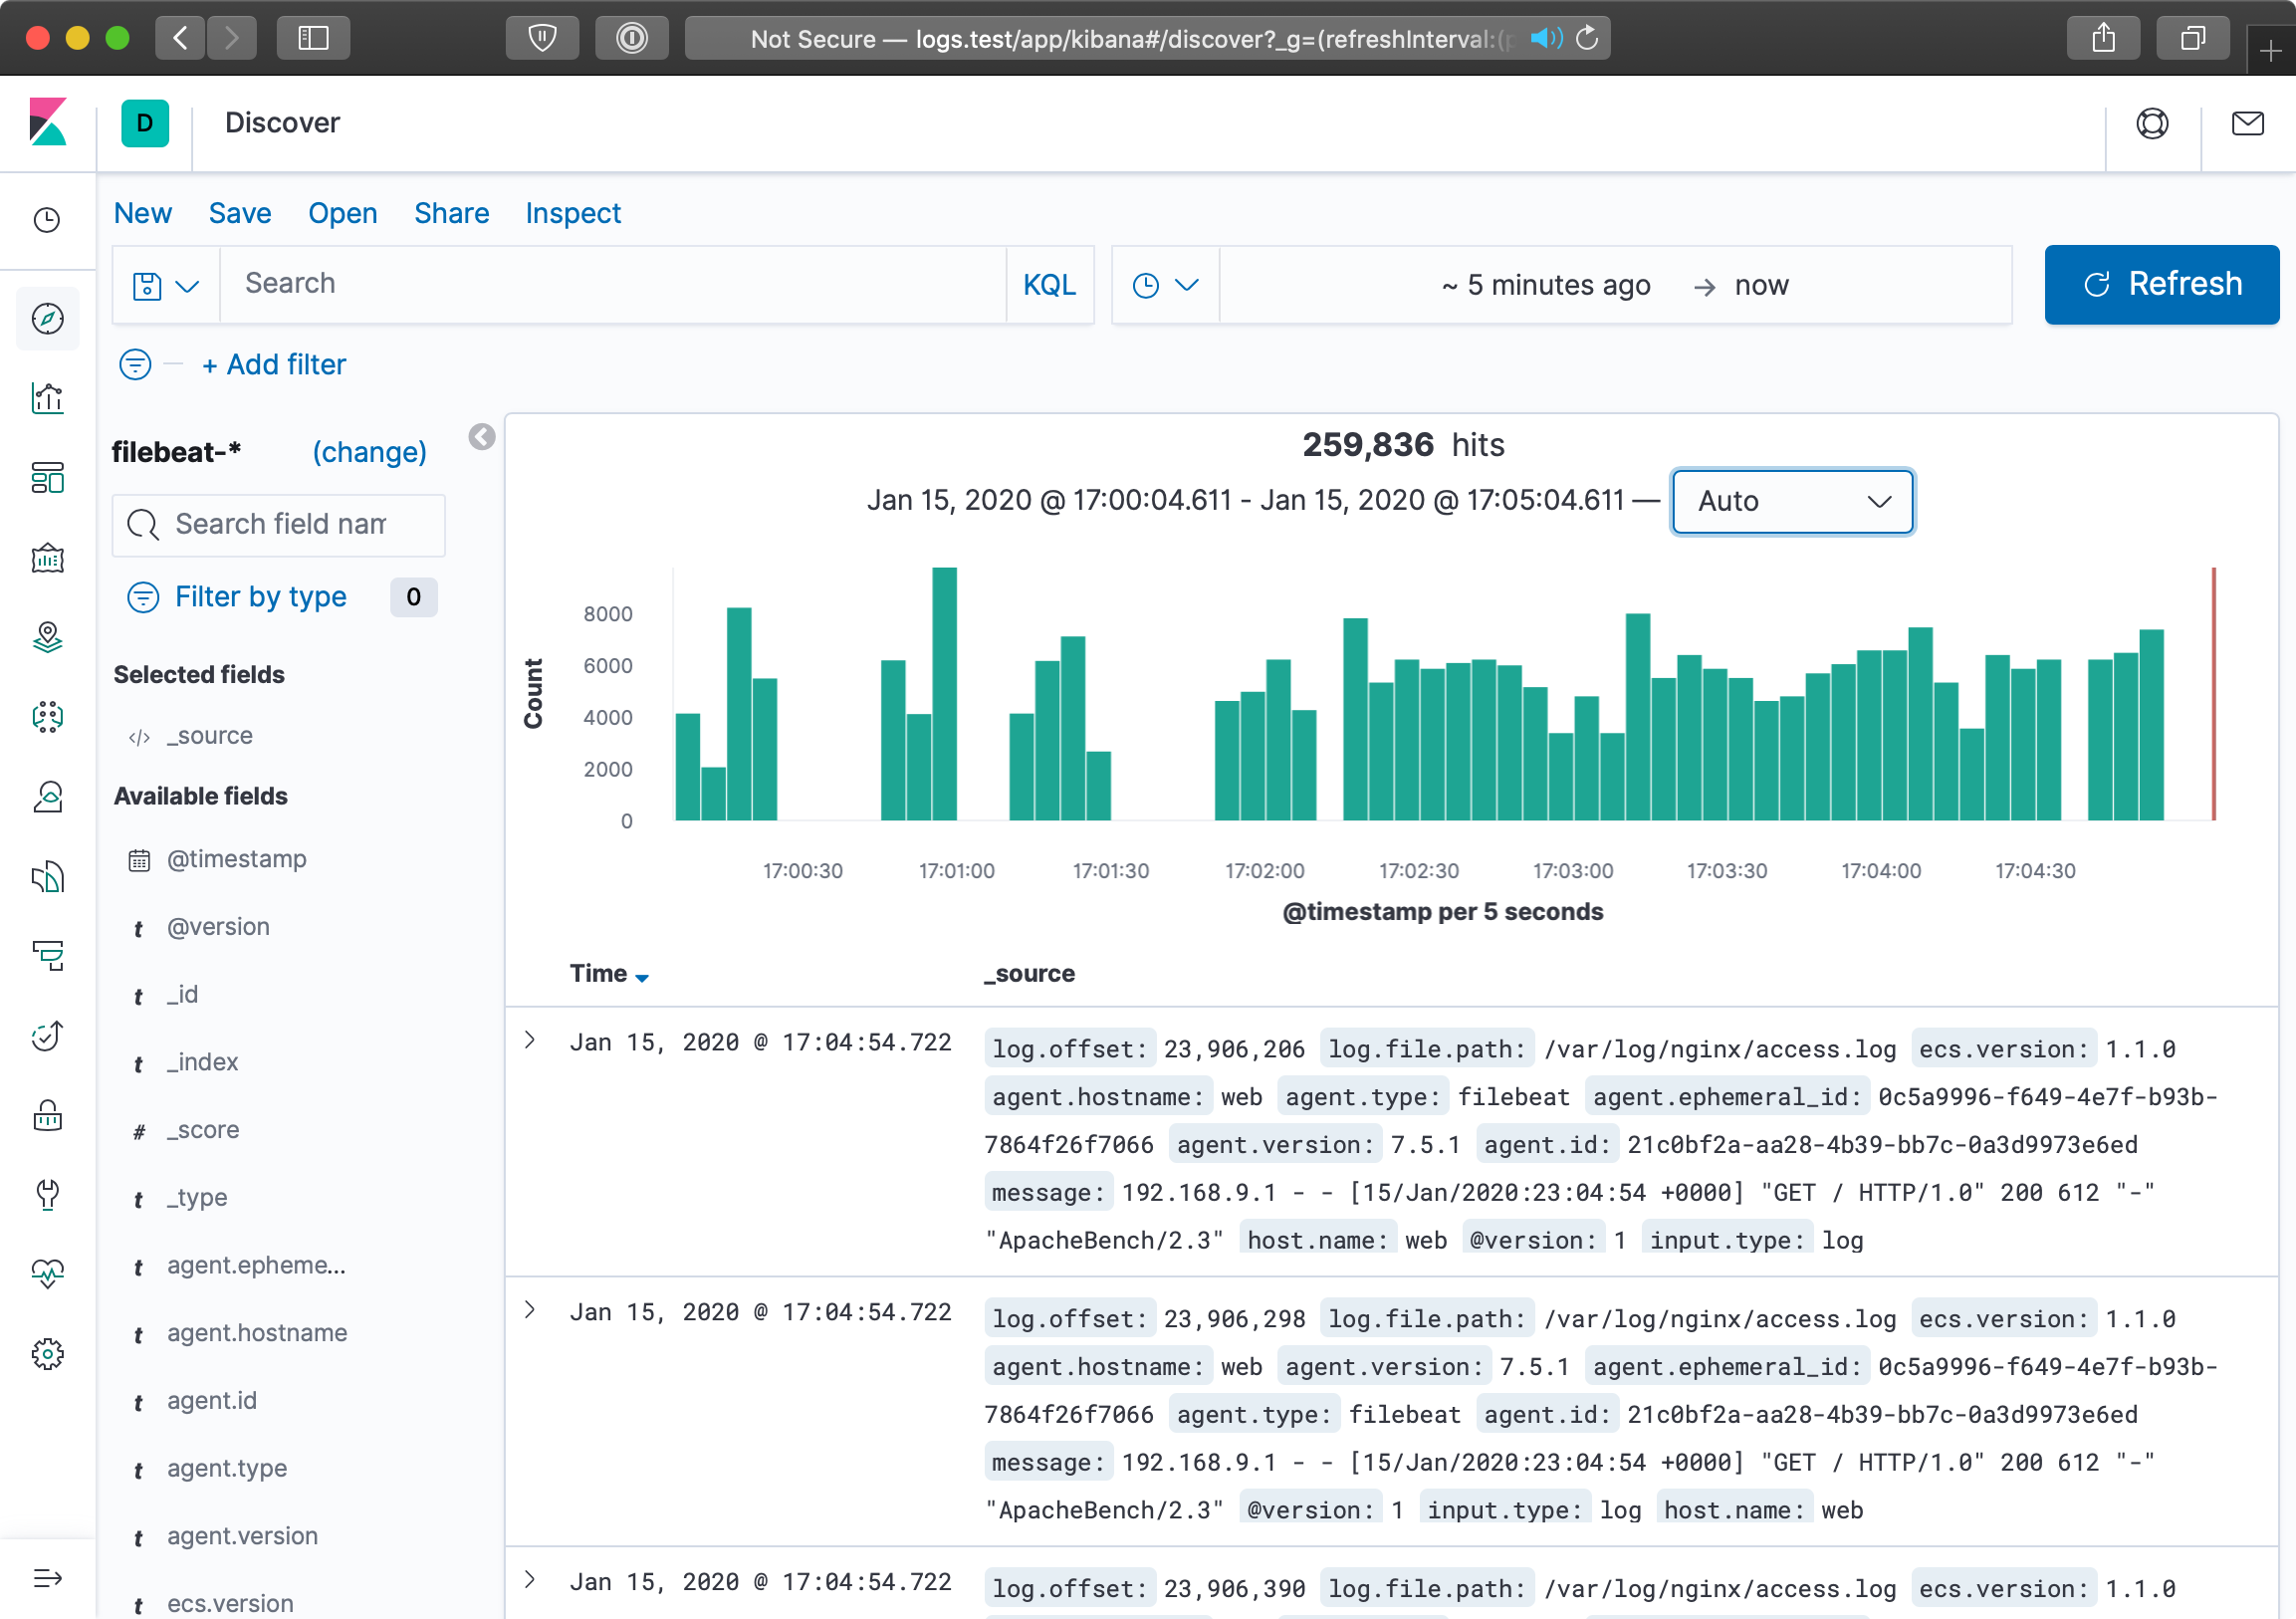 Not Secure — logs.test/app/kibana#/discover?_g=(refreshInterval:(
D Discover
New Save Open Share Inspect
Search KQL ~ 5 minutes ago → now Refresh
+ Add filter
filebeat-* (change)
Search field nam
Filter by type 0
Selected fields
</> _source
Available fields
@timestamp
t @version
t _id
t _index
# _score
t _type
t agent.epheme...
t agent.hostname
t agent.id
t agent.type
t agent.version
t ecs.version
259,836 hits
Jan 15, 2020 @ 17:00:04.611 - Jan 15, 2020 @ 17:05:04.611 — Auto
Count
8000
6000
4000
2000
0
17:00:30 17:01:00 17:01:30 17:02:00 17:02:30 17:03:00 17:03:30 17:04:00 17:04:30
@timestamp per 5 seconds
Time _source
Jan 15, 2020 @ 17:04:54.722 log.offset: 23,906,206 log.file.path: /var/log/nginx/access.log ecs.version: 1.1.0
agent.hostname: web agent.type: filebeat agent.ephemeral_id: 0c5a9996-f649-4e7f-b93b-
7864f26f7066 agent.version: 7.5.1 agent.id: 21c0bf2a-aa28-4b39-bb7c-0a3d9973e6ed
message: 192.168.9.1 - - [15/Jan/2020:23:04:54 +0000] "GET / HTTP/1.0" 200 612 "-"
"ApacheBench/2.3" host.name: web @version: 1 input.type: log
Jan 15, 2020 @ 17:04:54.722 log.offset: 23,906,298 log.file.path: /var/log/nginx/access.log ecs.version: 1.1.0
agent.hostname: web agent.version: 7.5.1 agent.ephemeral_id: 0c5a9996-f649-4e7f-b93b-
7864f26f7066 agent.type: filebeat agent.id: 21c0bf2a-aa28-4b39-bb7c-0a3d9973e6ed
message: 192.168.9.1 - - [15/Jan/2020:23:04:54 +0000] "GET / HTTP/1.0" 200 612 "-"
"ApacheBench/2.3" @version: 1 input.type: log host.name: web
Jan 15, 2020 @ 17:04:54.722 log.offset: 23,906,390 log.file.path: /var/log/nginx/access.log ecs.version: 1.1.0